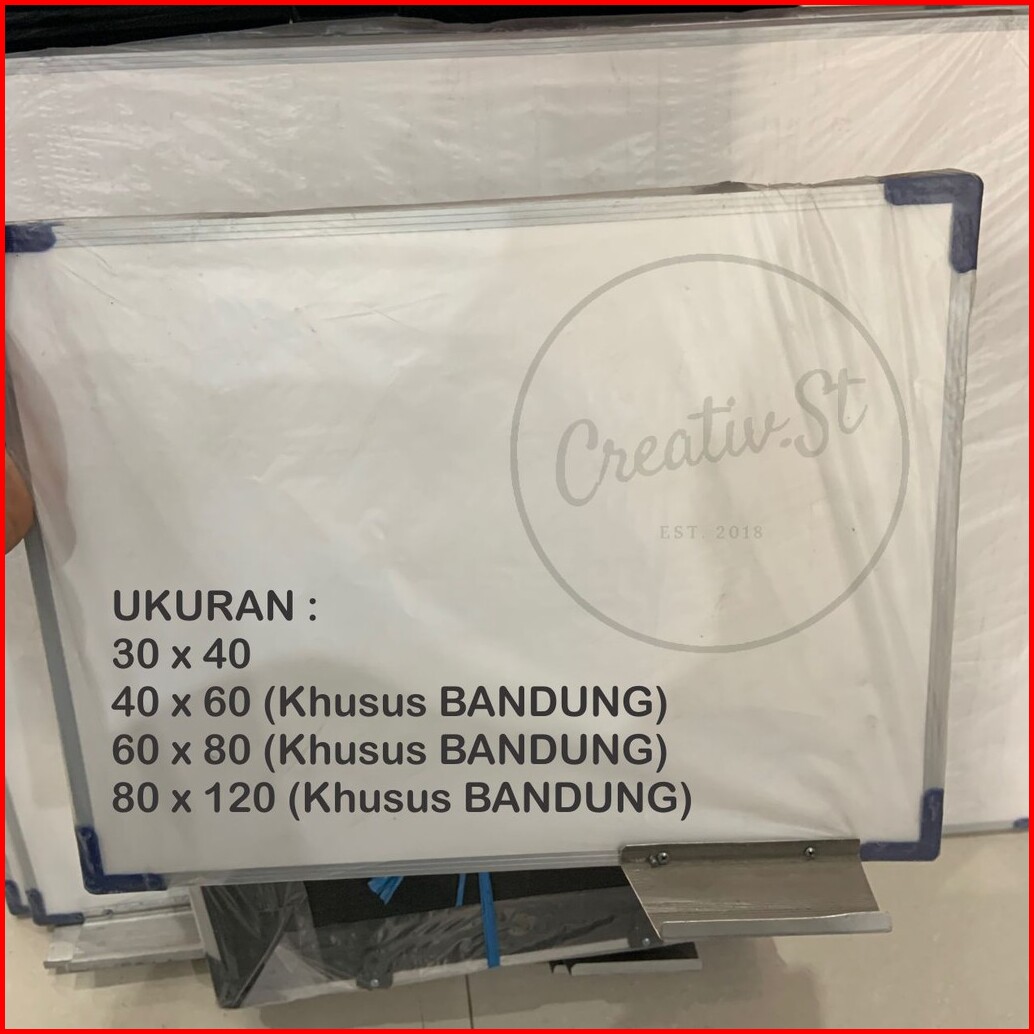 Creativ.St
EST. 2018
UKURAN :
30 x 40
40 x 60 (Khusus BANDUNG)
60 x 80 (Khusus BANDUNG)
80 x 120 (Khusus BANDUNG)